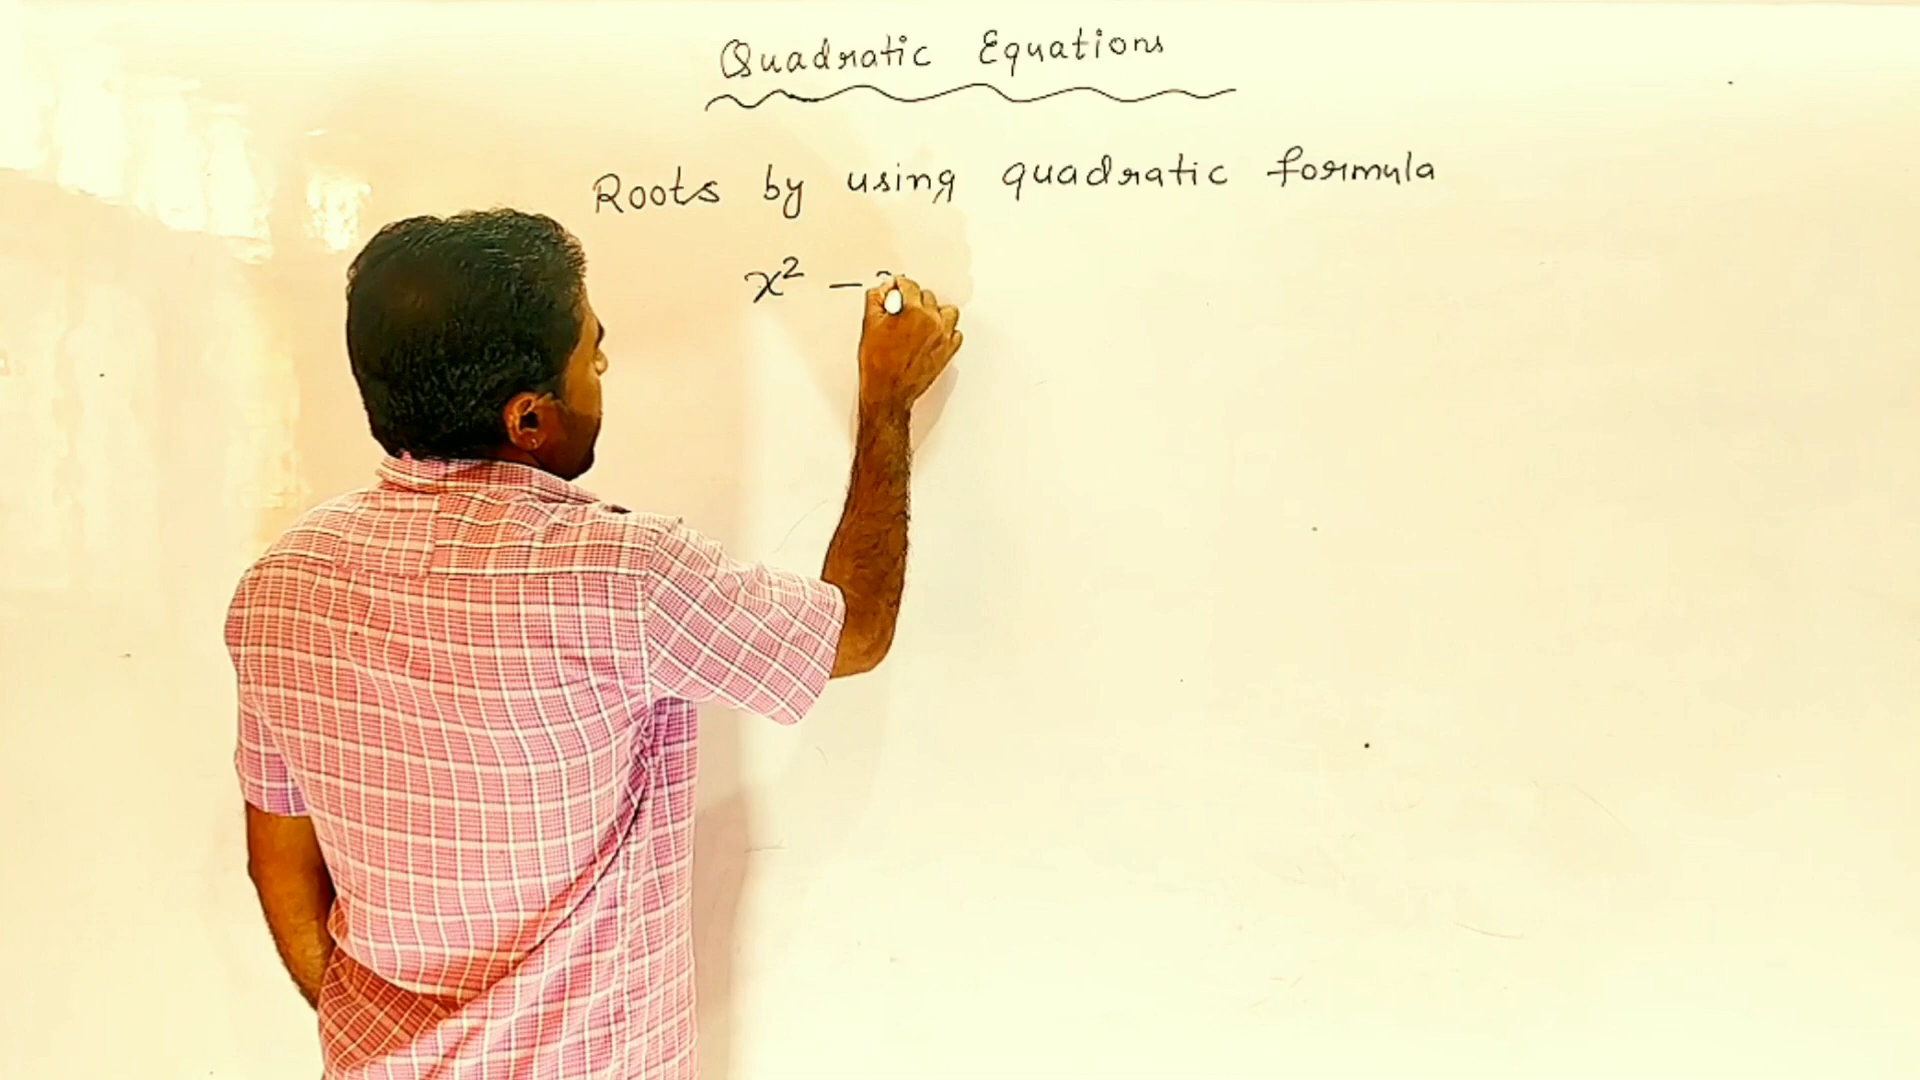 Quadratic Equations
Roots by using quadratic formula
x² -